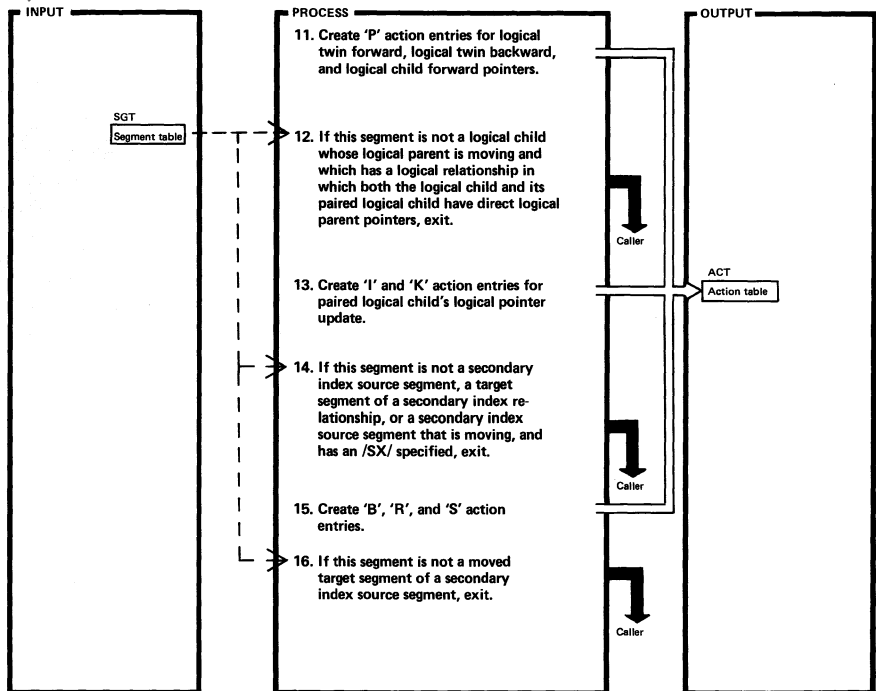 INPUT
PROCESS
OUTPUT
11. Create 'P' action entries for logical
twin forward, logical twin backward,
and logical child forward pointers.
SGT
Segment table
12. If this segment is not a logical child
whose logical parent is moving and
which has a logical relationship in
which both the logical child and its
paired logical child have direct logical
parent pointers, exit.
Caller
13. Create 'I' and 'K' action entries for
paired logical child's logical pointer
update.
ACT
Action table
14. If this segment is not a secondary
index source segment, a target
segment of a secondary index re-
lationship, or a secondary index
source segment that is moving, and
has an /SX/ specified, exit.
Caller
15. Create 'B', 'R', and 'S' action
entries.
16. If this segment is not a moved
target segment of a secondary
index source segment, exit.
Caller